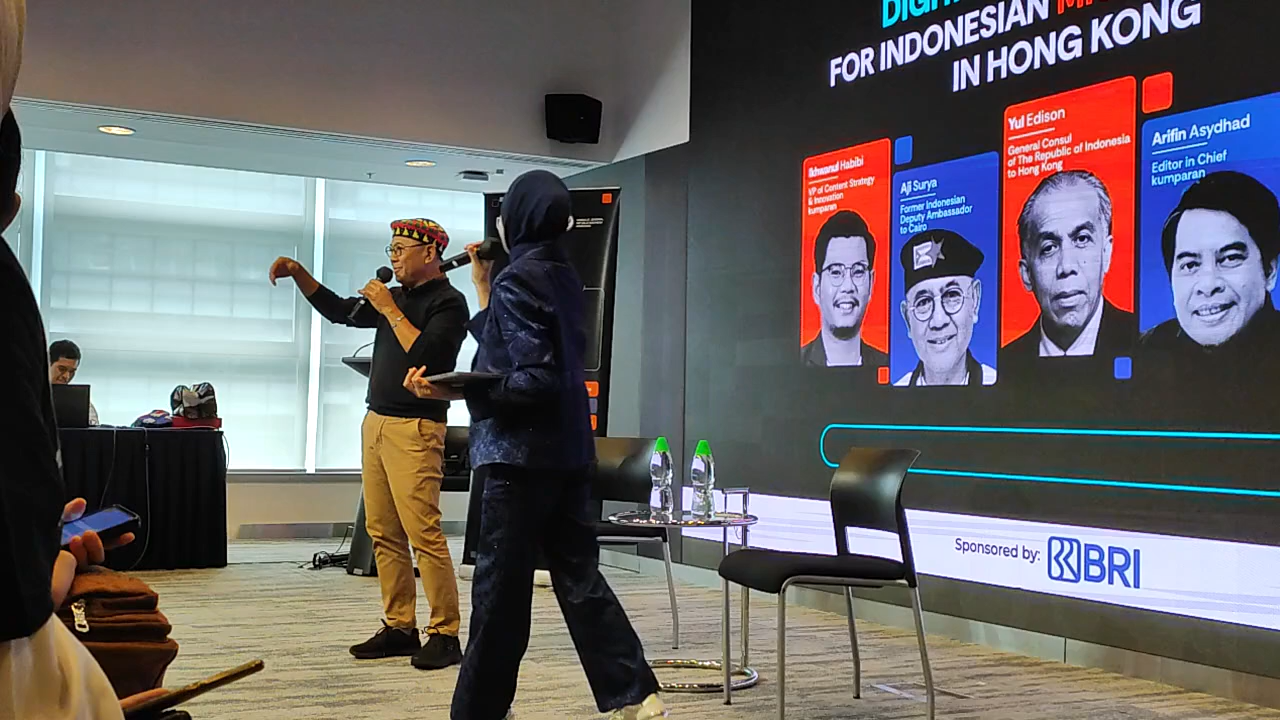 FOR INDONESIAN
IN HONG KONG
Ikhwanul Habibi
VP of Content Strategy
& Innovation
kumparan
Aji Surya
Former Indonesian
Deputy Ambassador
to Cairo
Yul Edison
General Consul
of The Republic of Indonesia
to Hong Kong
Arifin Asydhad
Editor in Chief
kumparan
Sponsored by: BRI